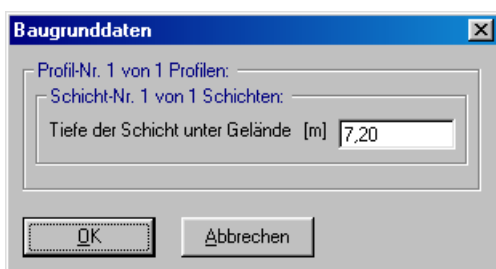 Baugrunddaten
Profil-Nr. 1 von 1 Profilen:
Schicht-Nr. 1 von 1 Schichten:
Tiefe der Schicht unter Gelände [m] 7,20
OK Abbrechen